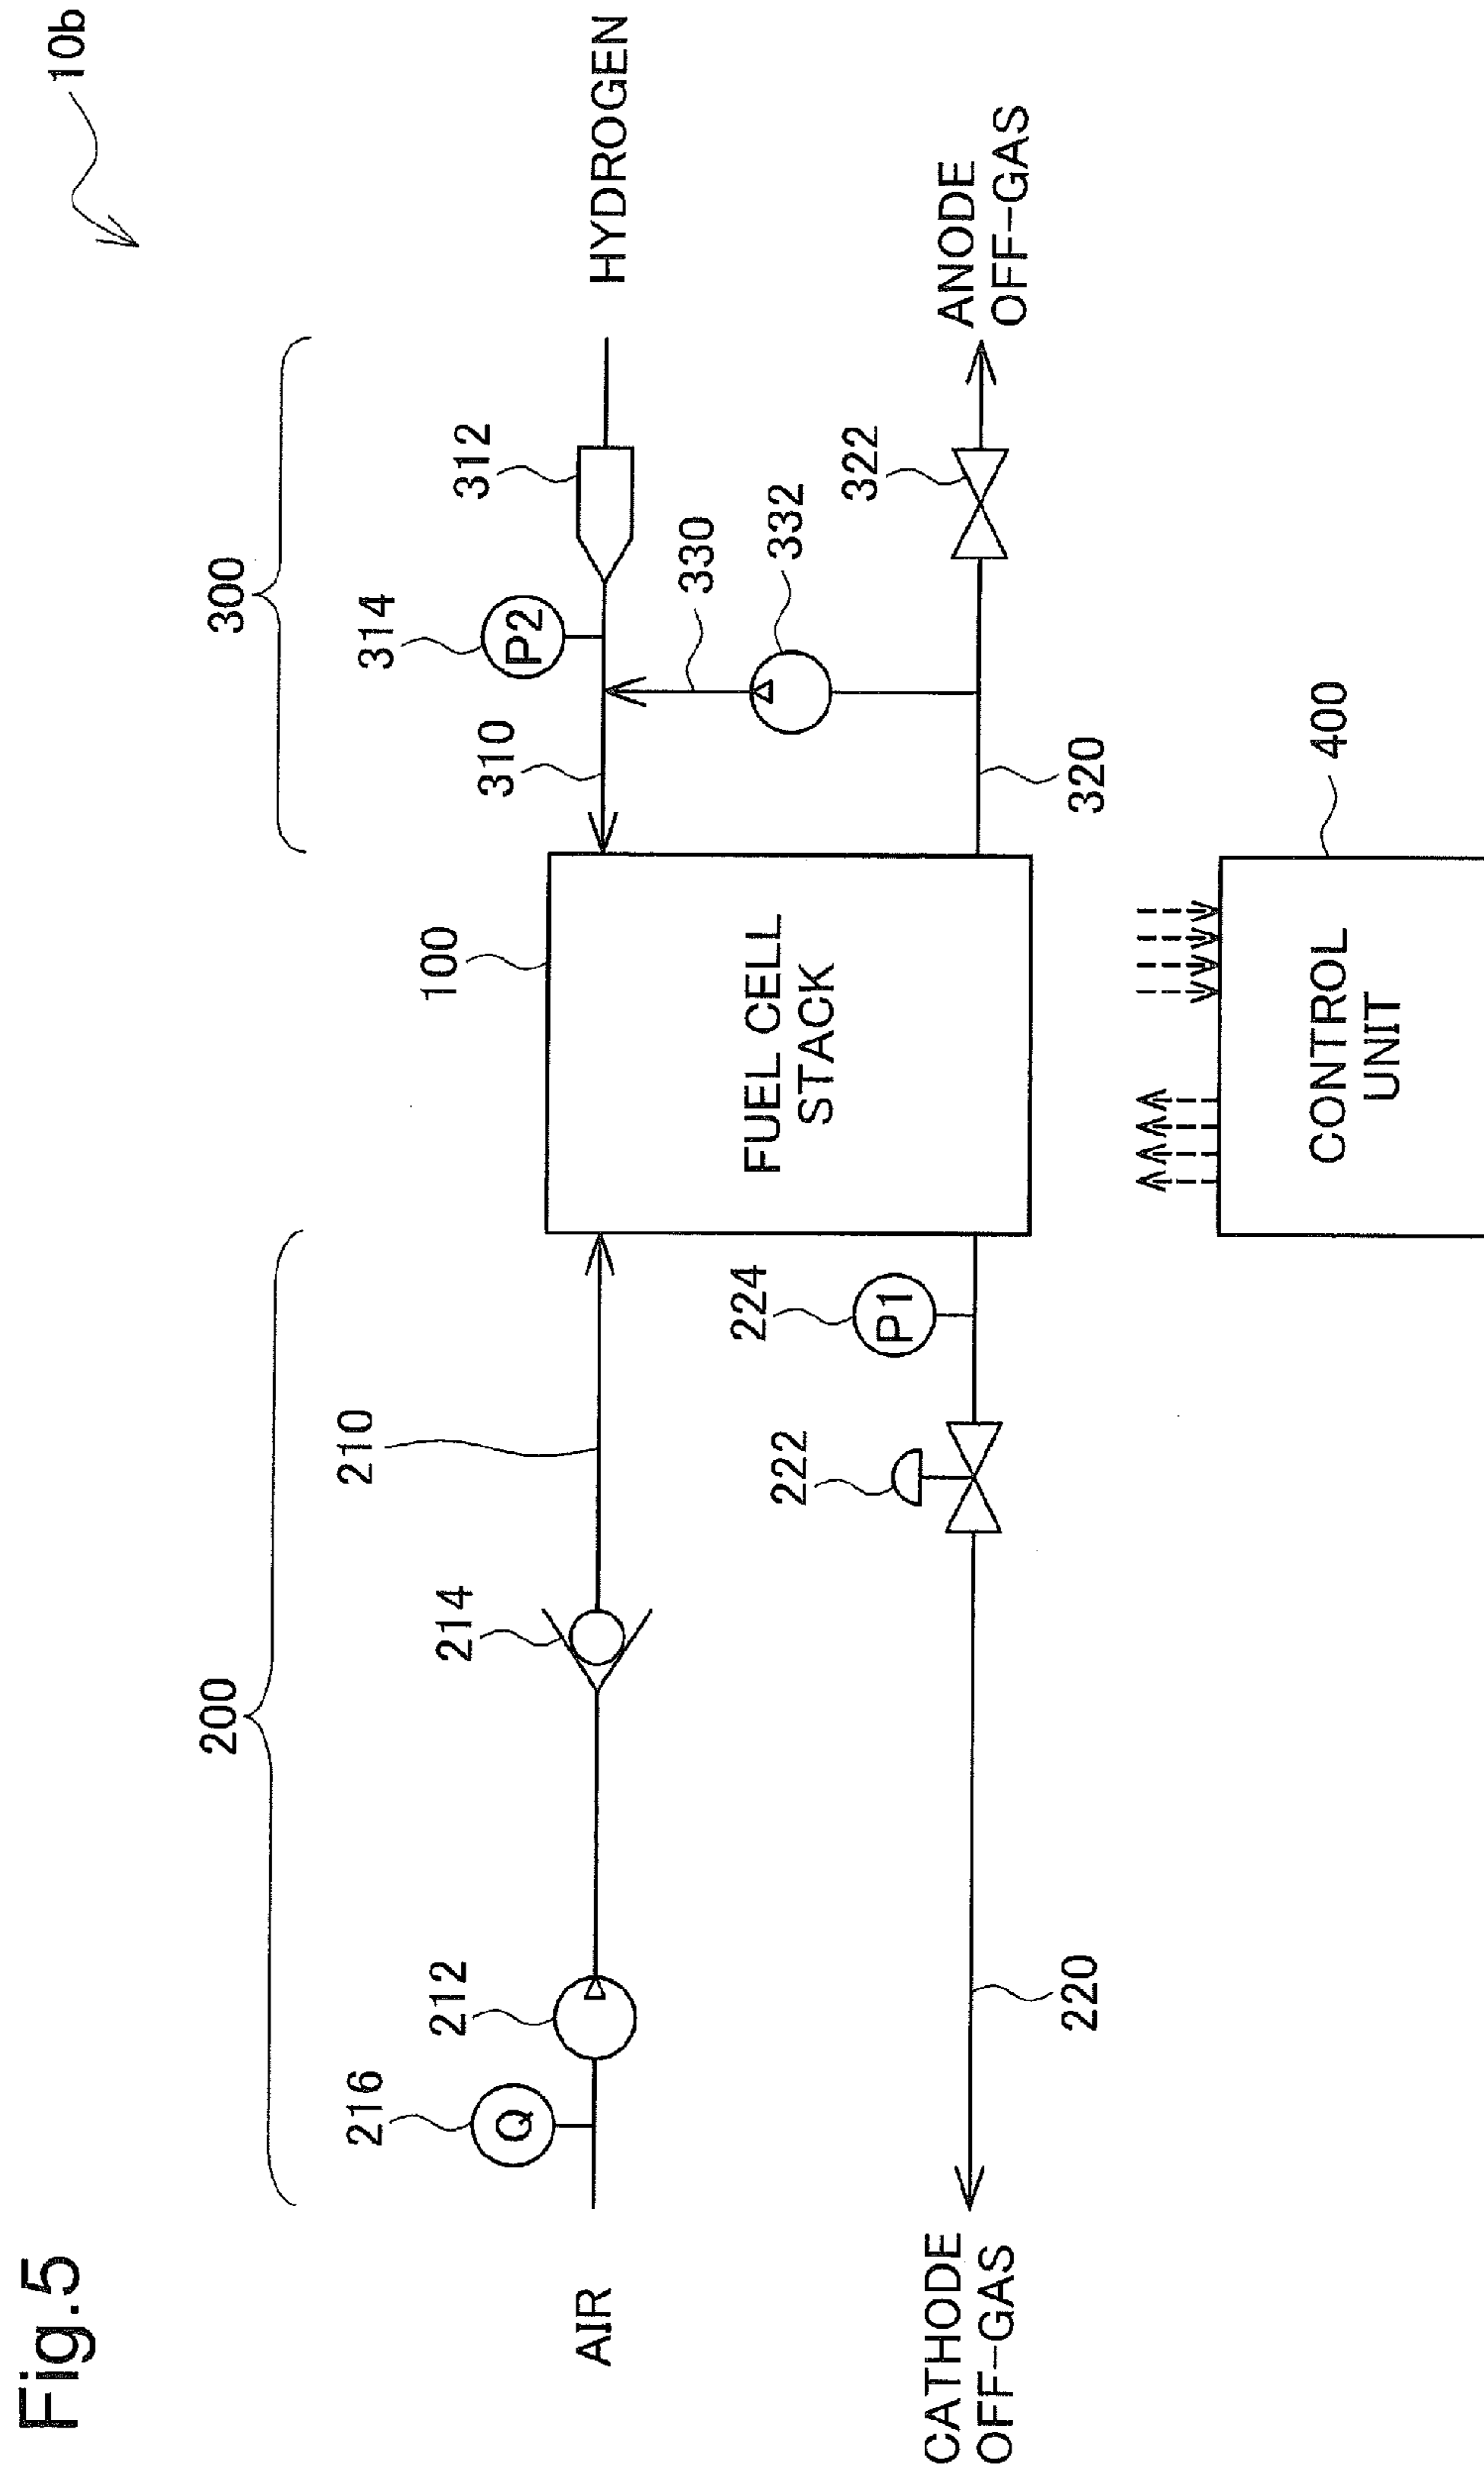 Fig.5
10b
200
300
216
212
214
210
100
310
314
312
Q
P2
AIR
HYDROGEN
330
332
FUEL CELL
STACK
222
224
P1
322
CATHODE
OFF-GAS
220
320
ANODE
OFF-GAS
400
CONTROL
UNIT